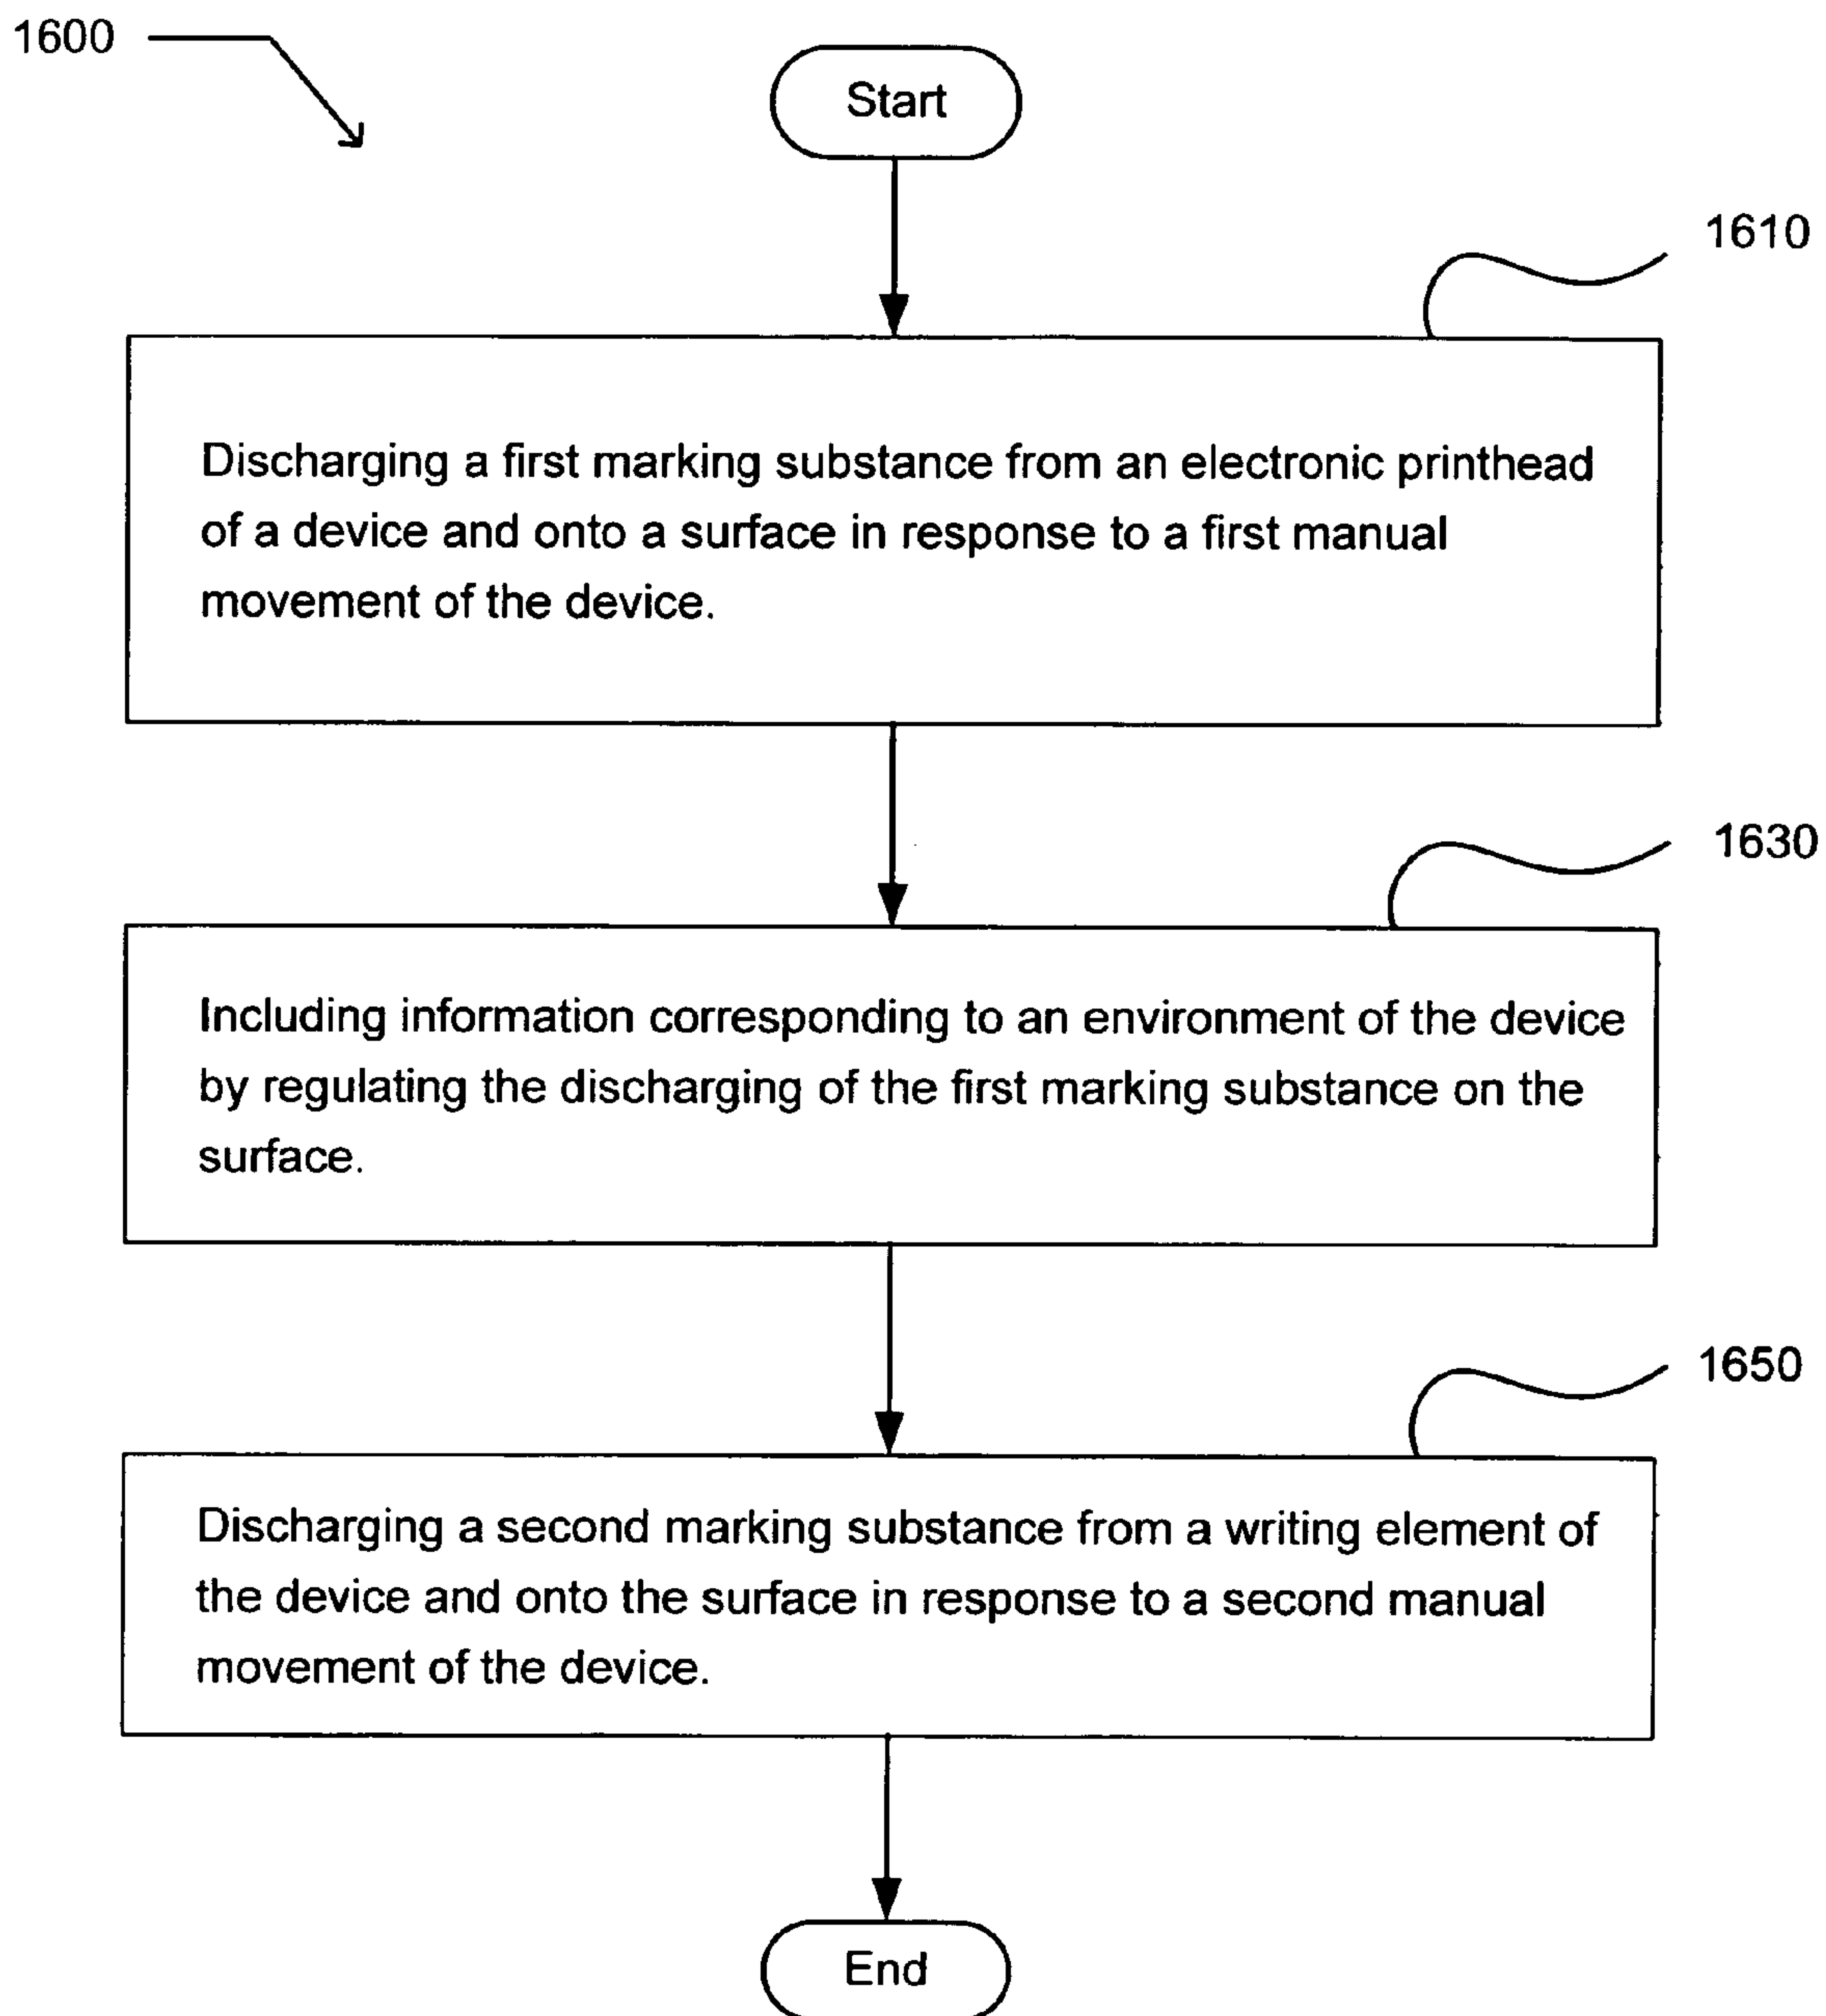 1600
Start
1610
Discharging a first marking substance from an electronic printhead
of a device and onto a surface in response to a first manual
movement of the device.
1630
Including information corresponding to an environment of the device
by regulating the discharging of the first marking substance on the
surface.
1650
Discharging a second marking substance from a writing element of
the device and onto the surface in response to a second manual
movement of the device.
End